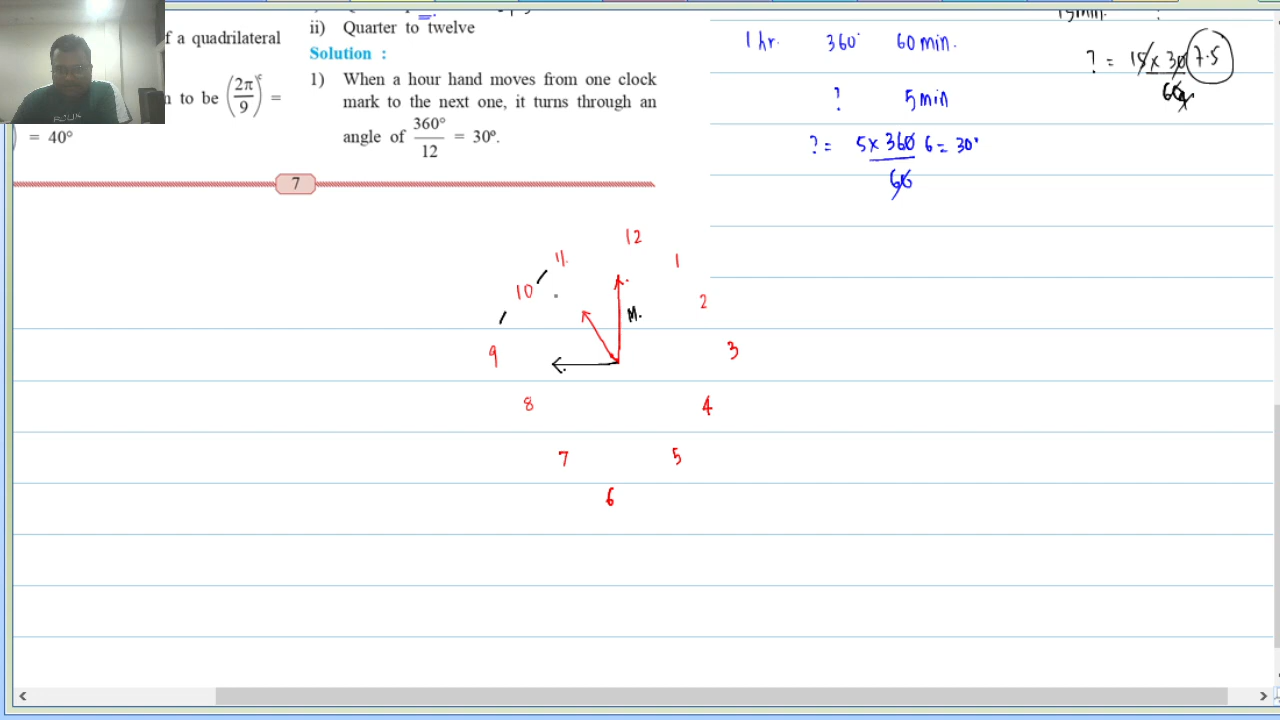 ii) Quarter to twelve
f a quadrilateral
Solution :
1) When a hour hand moves from one clock
mark to the next one, it turns through an
angle of 360°/12 = 30°.
to be (2π/9)ᶜ =
= 40°
7
1 hr. 360° 60 min.
? 5 min
? = 5 x 360 6 = 30°
60
15 min. ?
? = 15 x 30 7.5
60
12
11
1
10
2
M.
9
3
8
4
7
5
6